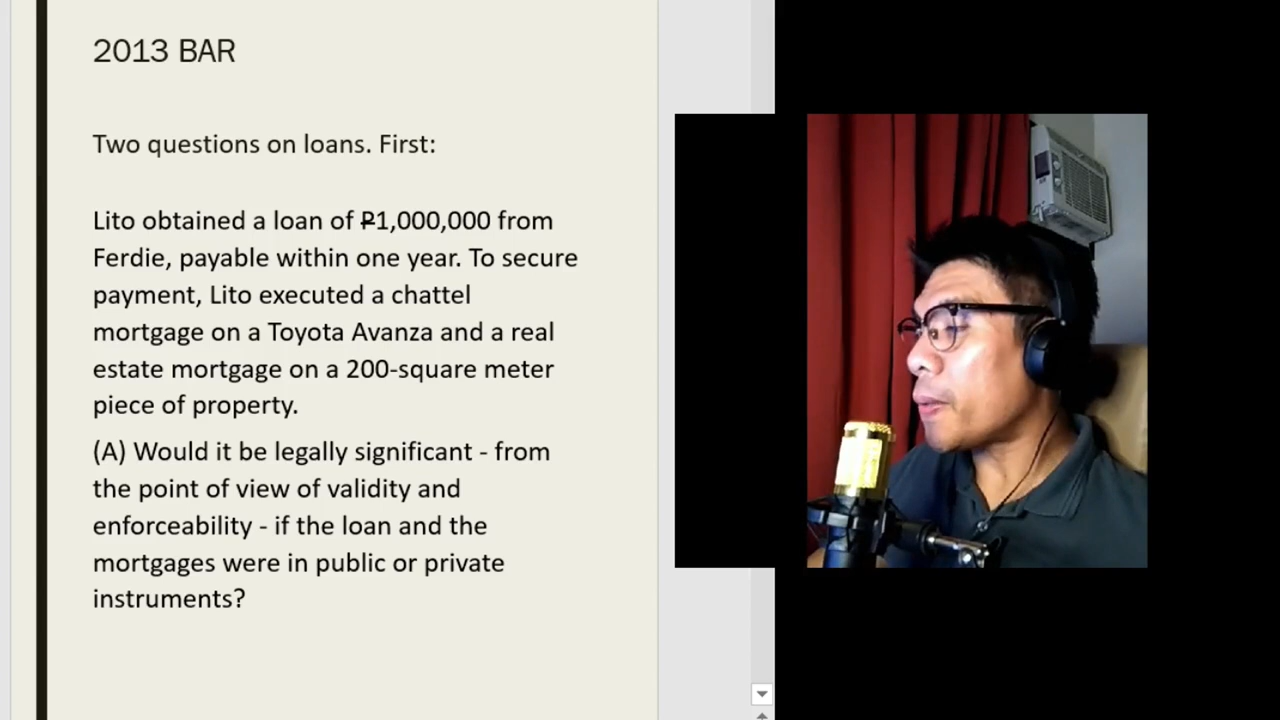 2013 BAR
Two questions on loans. First:
Lito obtained a loan of ₱1,000,000 from
Ferdie, payable within one year. To secure
payment, Lito executed a chattel
mortgage on a Toyota Avanza and a real
estate mortgage on a 200-square meter
piece of property.
(A) Would it be legally significant - from
the point of view of validity and
enforceability - if the loan and the
mortgages were in public or private
instruments?